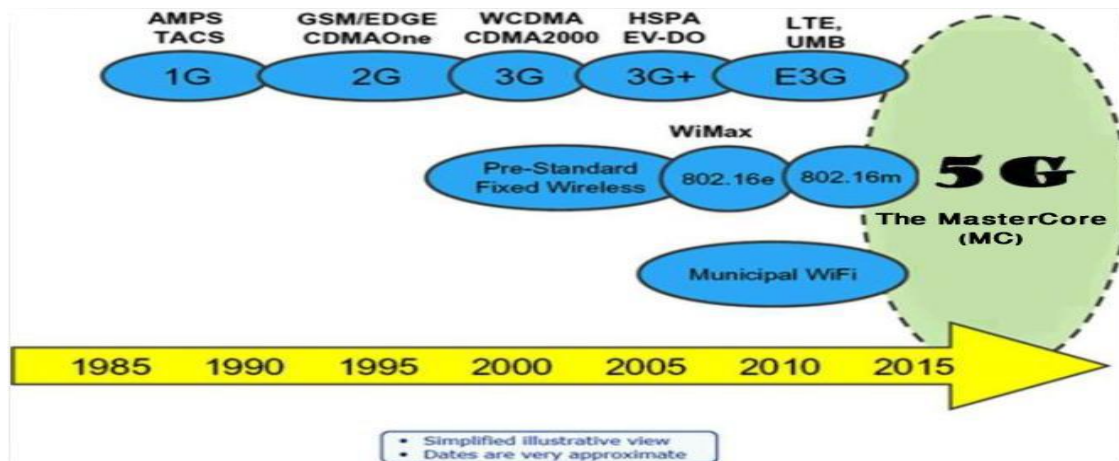 AMPS
TACS
GSM/EDGE
CDMAOne
WCDMA
CDMA2000
HSPA
EV-DO
LTE,
UMB
1G
2G
3G
3G+
E3G
WiMax
Pre-Standard
Fixed Wireless
802.16e
802.16m
5G
The MasterCore
(MC)
Municipal WiFi
1985 1990 1995 2000 2005 2010 2015
• Simplified illustrative view
• Dates are very approximate